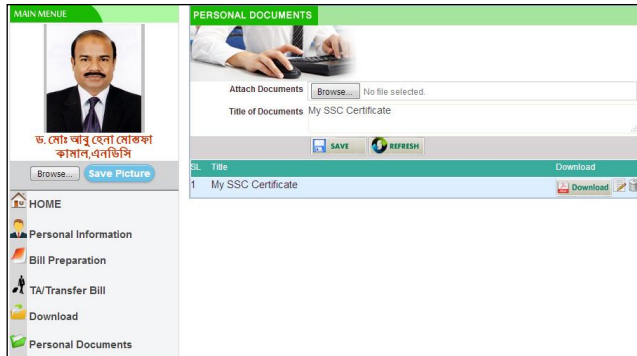 MAIN MENUE
ড. মোঃ আবু হেনা মোস্তফা
কামাল,এনডিসি
Browse... Save Picture
HOME
Personal Information
Bill Preparation
TA/Transfer Bill
Download
Personal Documents
PERSONAL DOCUMENTS
Attach Documents Browse... No file selected.
Title of Documents My SSC Certificate
SAVE REFRESH
SL Title Download
1 My SSC Certificate Download